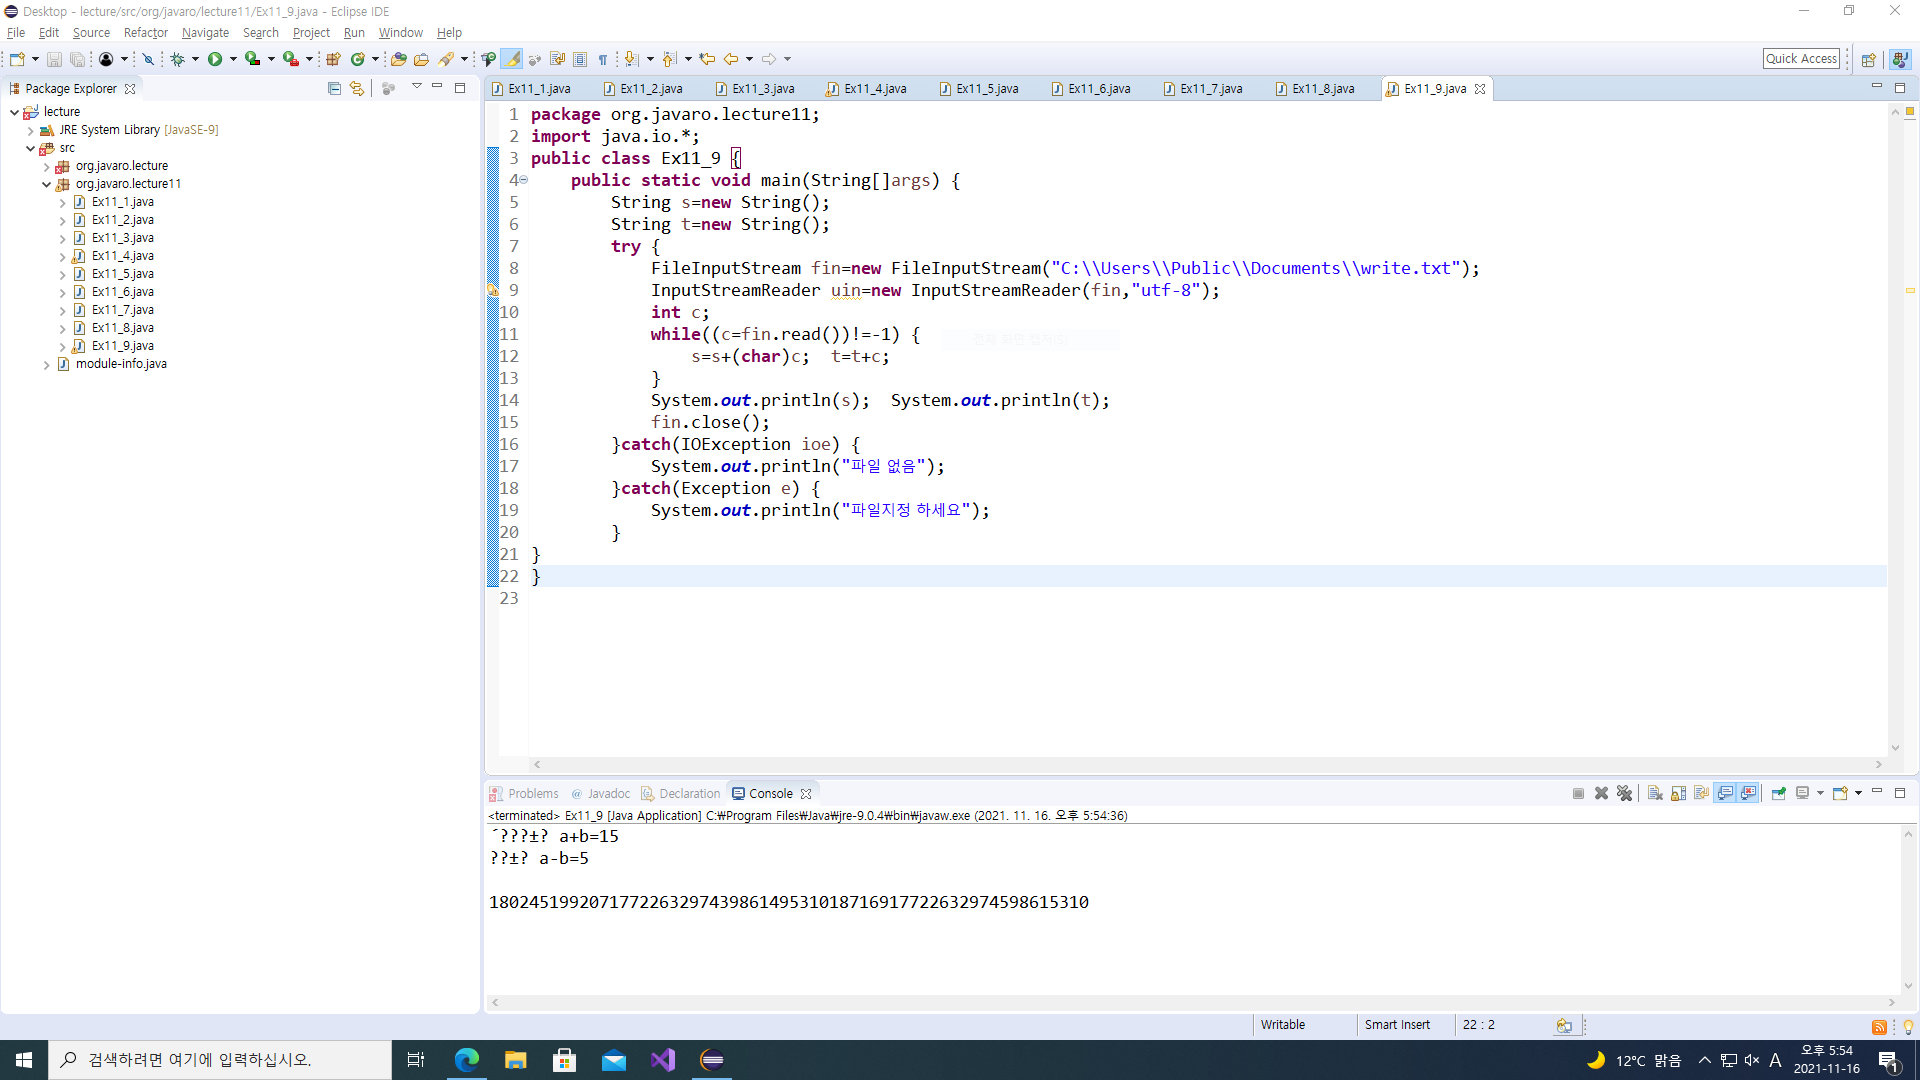 Desktop - lecture/src/org/javaro/lecture11/Ex11_9.java - Eclipse IDE
File Edit Source Refactor Navigate Search Project Run Window Help
Quick Access
Package Explorer
lecture
JRE System Library [JavaSE-9]
src
org.javaro.lecture
org.javaro.lecture11
Ex11_1.java
Ex11_2.java
Ex11_3.java
Ex11_4.java
Ex11_5.java
Ex11_6.java
Ex11_7.java
Ex11_8.java
Ex11_9.java
module-info.java
Ex11_1.java Ex11_2.java Ex11_3.java Ex11_4.java Ex11_5.java Ex11_6.java Ex11_7.java Ex11_8.java Ex11_9.java
1 package org.javaro.lecture11;
2 import java.io.*;
3 public class Ex11_9 {
4 public static void main(String[]args) {
5 String s=new String();
6 String t=new String();
7 try {
8 FileInputStream fin=new FileInputStream("C:\\Users\\Public\\Documents\\write.txt");
9 InputStreamReader uin=new InputStreamReader(fin,"utf-8");
10 int c;
11 while((c=fin.read())!=-1) {
12 s=s+(char)c; t=t+c;
13 }
14 System.out.println(s); System.out.println(t);
15 fin.close();
16 }catch(IOException ioe) {
17 System.out.println("파일 없음");
18 }catch(Exception e) {
19 System.out.println("파일지정 하세요");
20 }
21 }
22 }
23
Problems @ Javadoc Declaration Console
<terminated> Ex11_9 [Java Application] C:₩Program Files₩Java₩jre-9.0.4₩bin₩javaw.exe (2021. 11. 16. 오후 5:54:36)
´???±? a+b=15
??±? a-b=5
180245199207177226329743986149531018716917722632974598615310
Writable Smart Insert 22 : 2
검색하려면 여기에 입력하십시오.
12°C 맑음 A 오후 5:54
2021-11-16
1